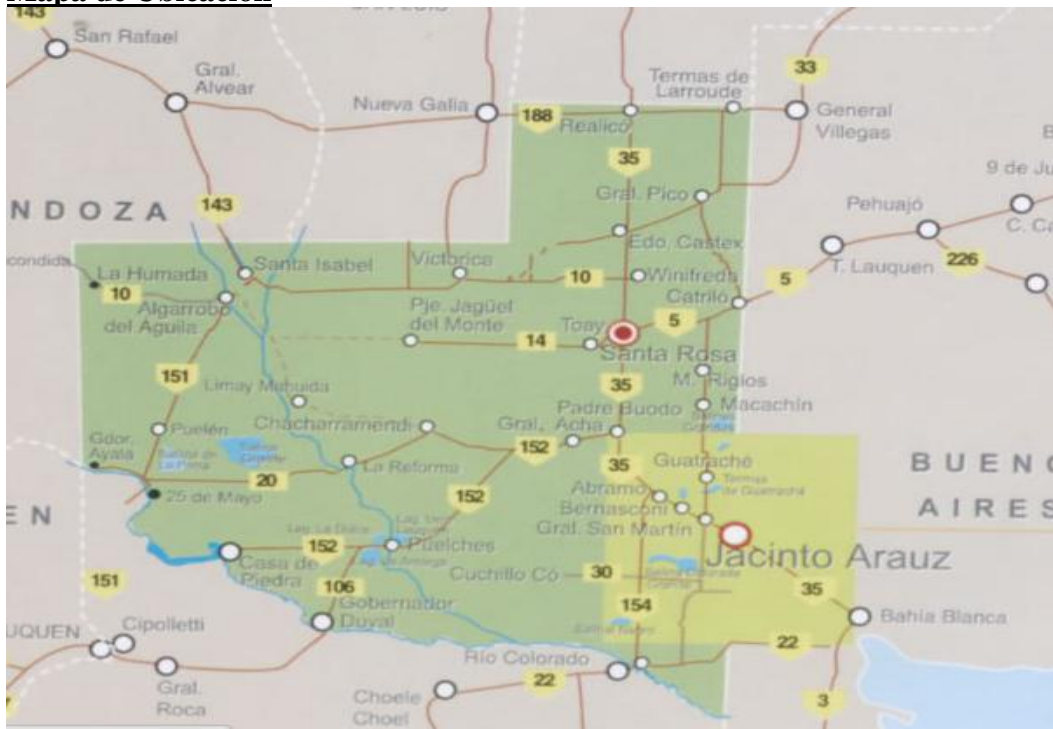 Mapa de Ubicación
143
San Rafael
Gral.
Alvear
Nueva Galia
188
Realicó
Termas de
Larroude
33
General
Villegas
35
Gral. Pico
9 de Ju
Pehuajó
226
T. Lauquen
5
NDOZA
143
condida
La Humada
10
Santa Isabel
Victorica
Edo. Castex
10
Winifreda
Catriló
Algarrobo
del Aguila
Pje. Jagüel
del Monte
14
Toay
5
Santa Rosa
35
M. Riglos
Macachín
151
Limay Mahuida
Chacharramendi
Gral. Acha
Padre Buodo
152
Puelén
Gdor.
Ayala
La Reforma
20
25 de Mayo
152
35
Guatraché
Termas
de Guatraché
Abramo
Bernasconi
Gral. San Martín
Jacinto Arauz
BUENO
AIRES
EN
152
Puelches
Casa de
Piedra
106
Cuchillo Có
30
154
35
151
Gobernador
Duval
Bahía Blanca
UQUEN
Cipolletti
Río Colorado
22
22
Gral.
Roca
Choele
Choel
3